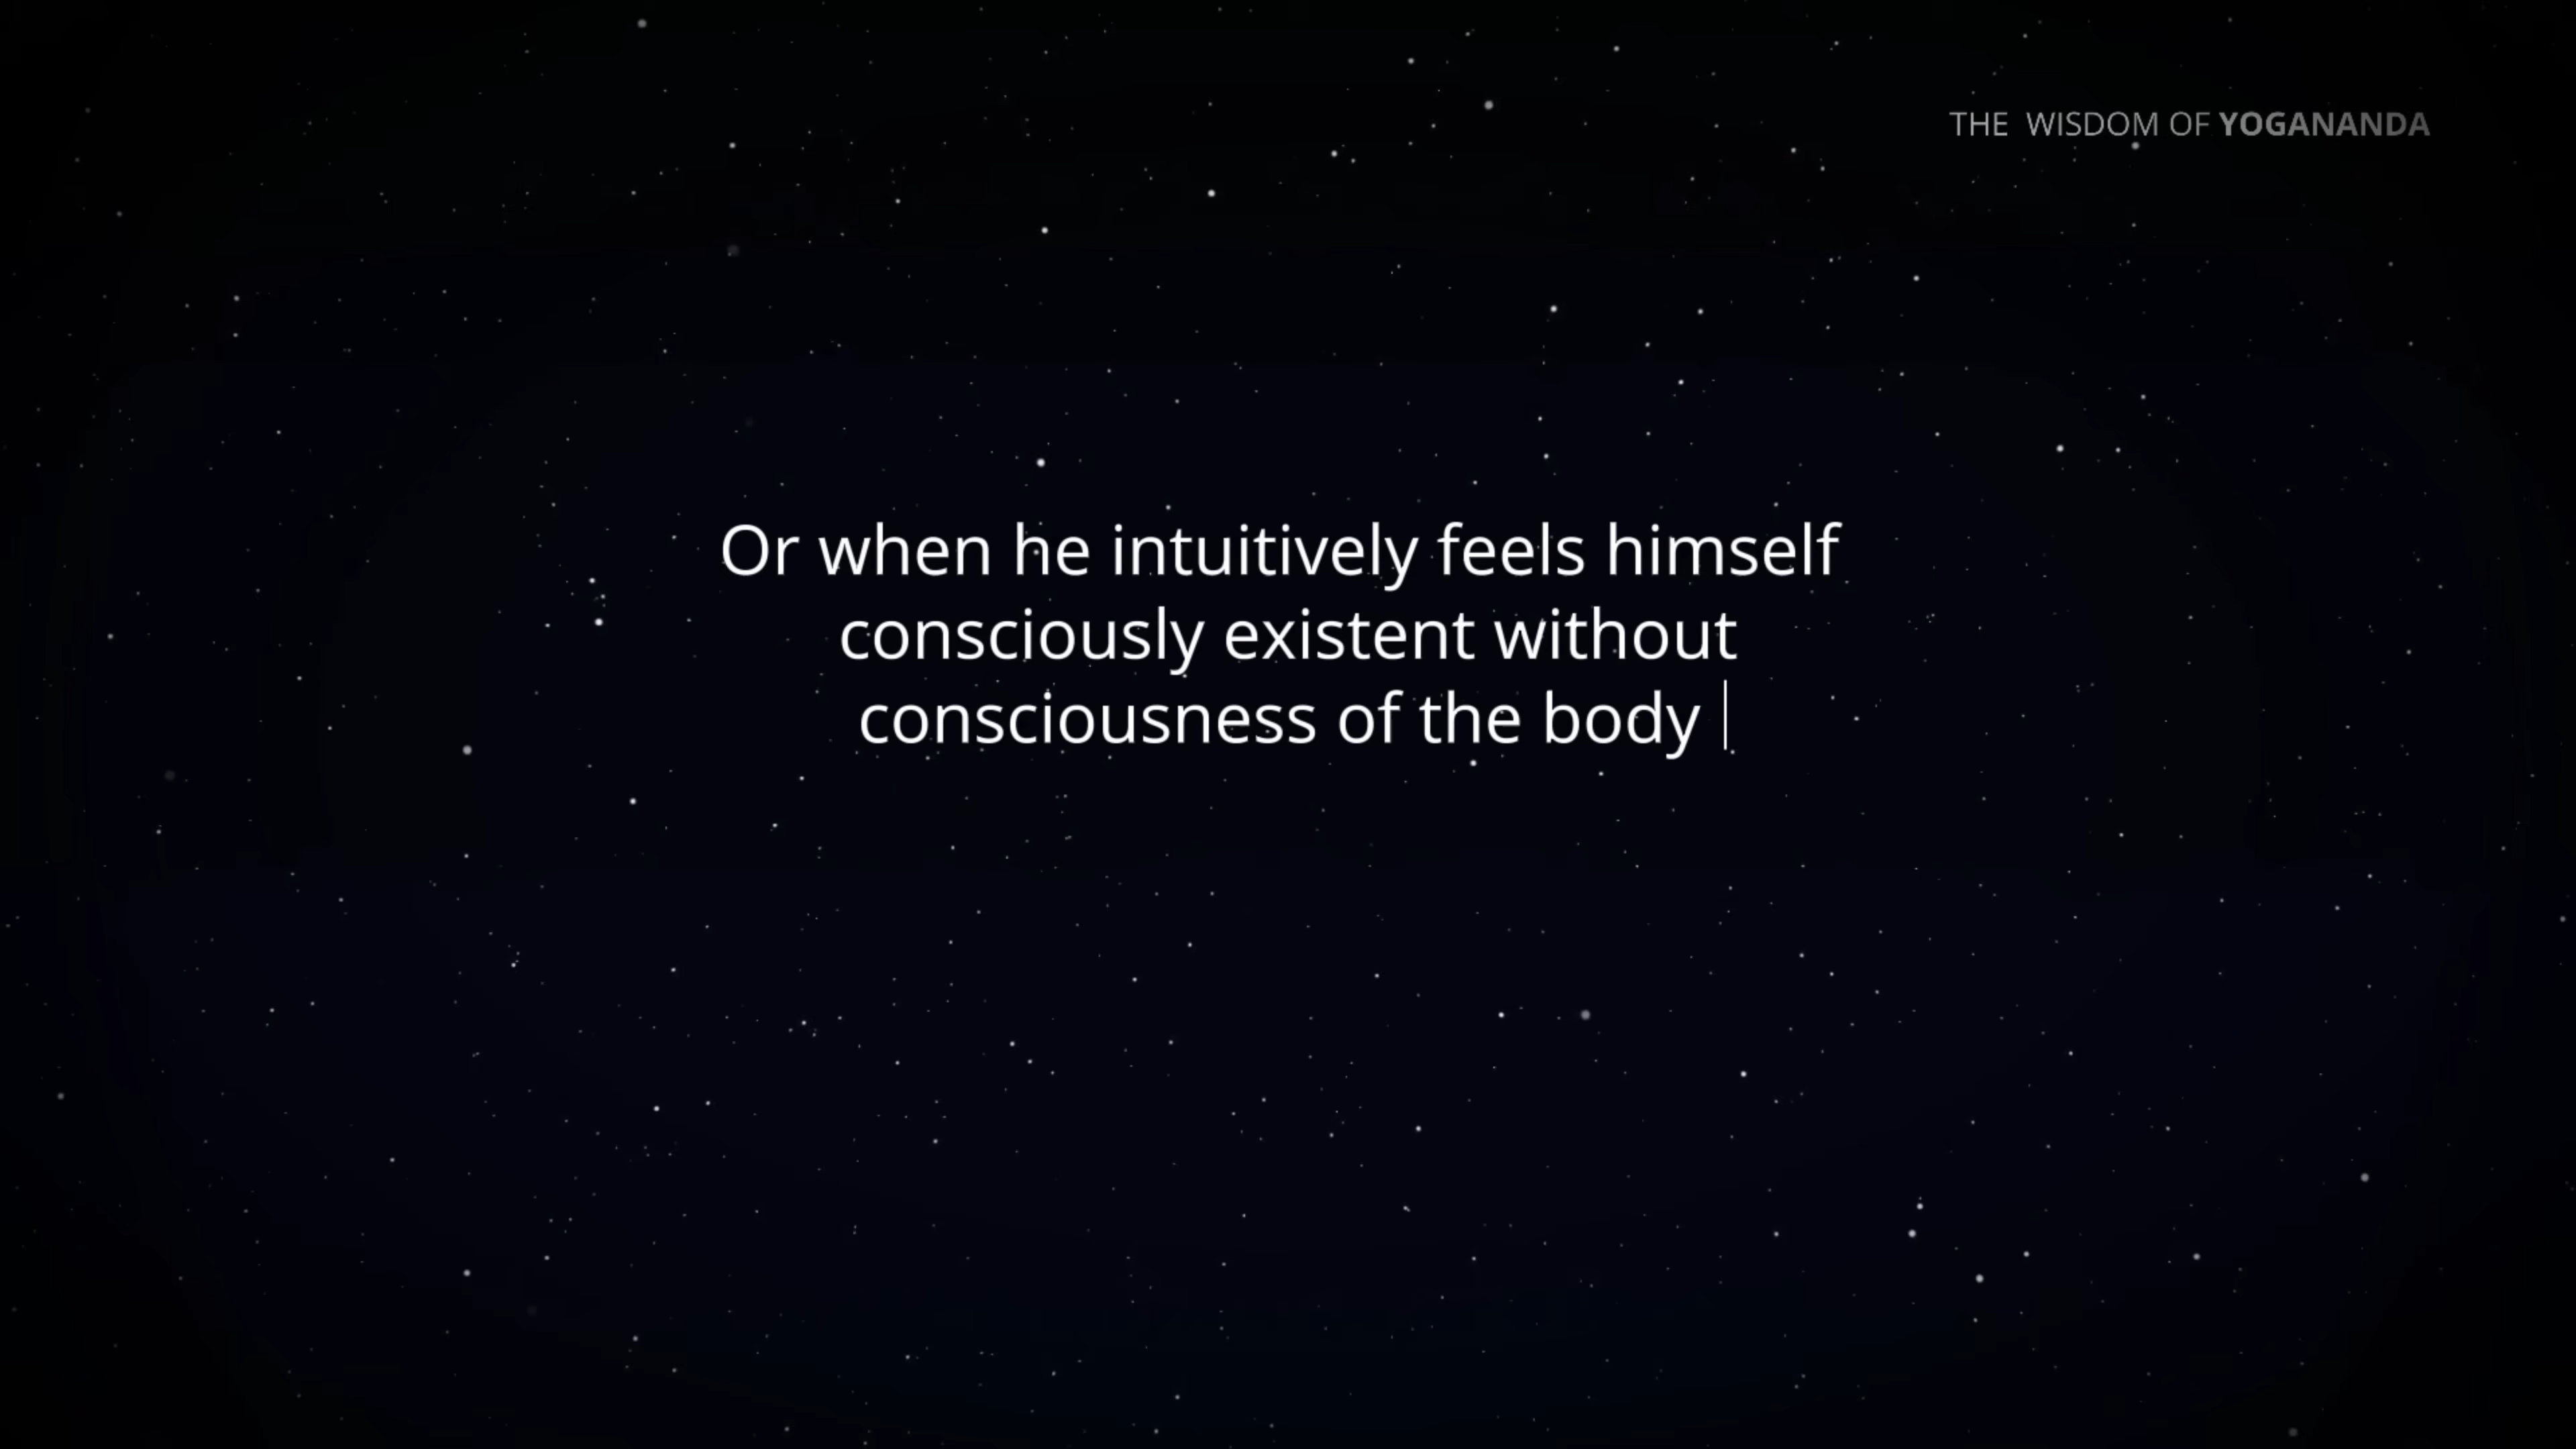 THE WISDOM OF YOGANANDA
Or when he intuitively feels himself
consciously existent without
consciousness of the body